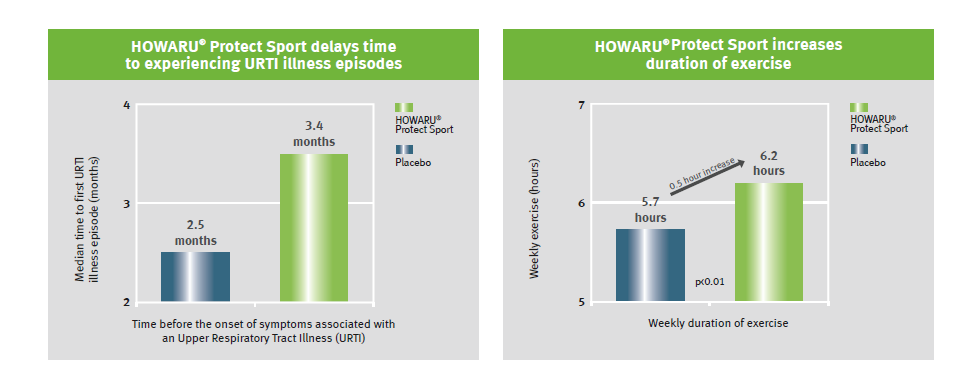 HOWARU® Protect Sport delays time
to experiencing URTI illness episodes
4
3
2
Median time to first URTI
illness episode (months)
2.5
months
3.4
months
HOWARU®
Protect Sport
Placebo
Time before the onset of symptoms associated with
an Upper Respiratory Tract Illness (URTI)
HOWARU® Protect Sport increases
duration of exercise
7
6
5
Weekly exercise (hours)
5.7
hours
0.5 hour increase
6.2
hours
p<0.01
HOWARU®
Protect Sport
Placebo
Weekly duration of exercise